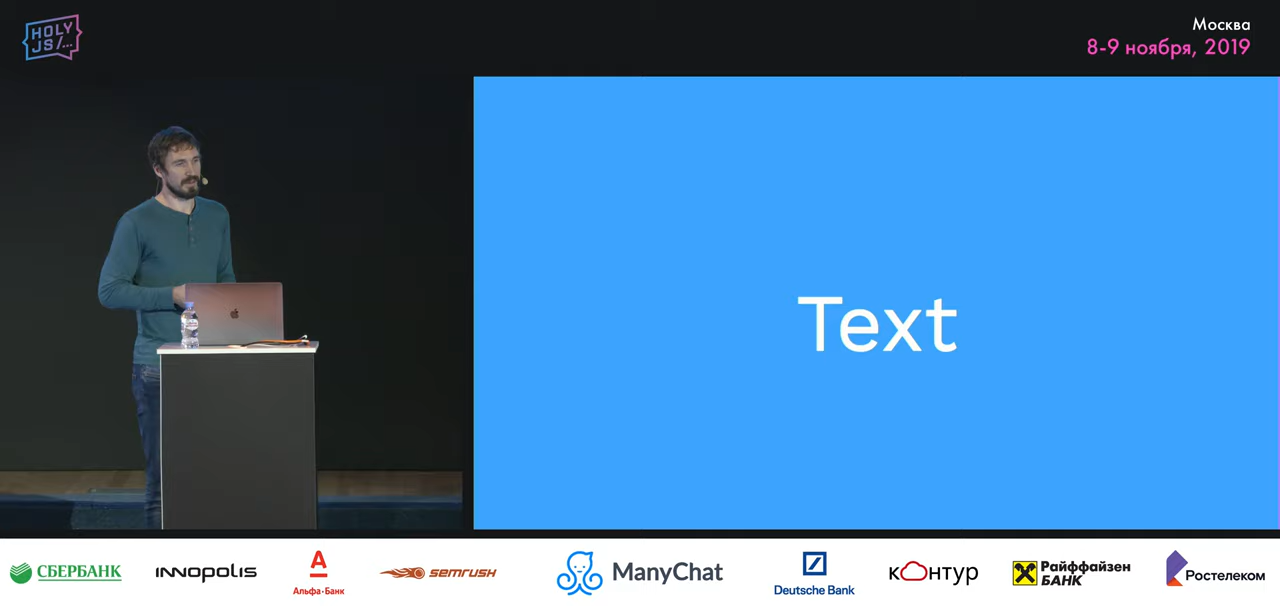 HOLY
JS/...
Москва
8-9 ноября, 2019
Text
СБЕРБАНК
INNOPOLIS
А
Альфа·Банк
semrush
ManyChat
Deutsche Bank
контур
Райффайзен
БАНК
Ростелеком